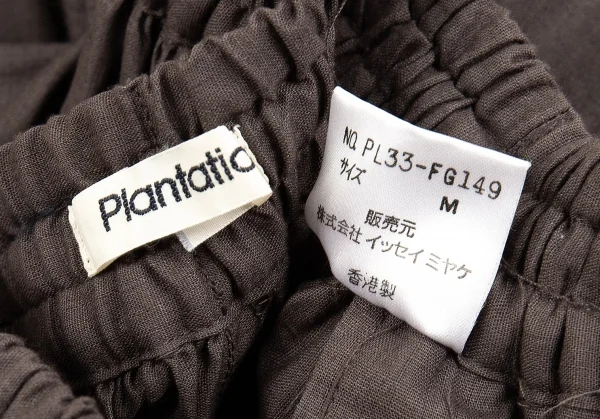 Plantatio
NO. PL33-FG149
サイズ
M
販売元
株式会社 イッセイ ミヤケ
香港製